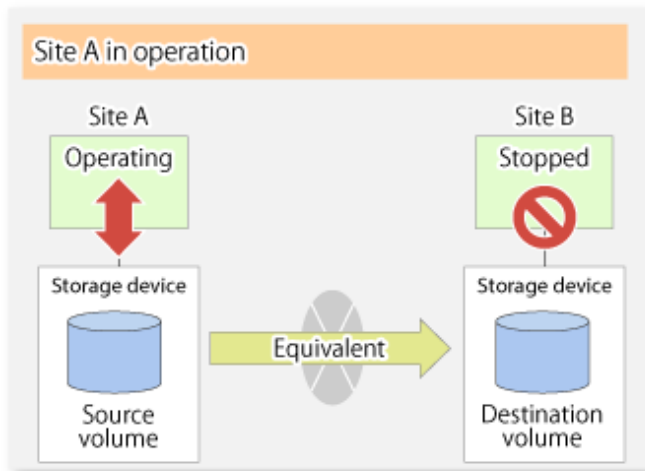 Site A in operation
Site A
Site B
Operating
Stopped
Storage device
Storage device
Equivalent
Source
volume
Destination
volume